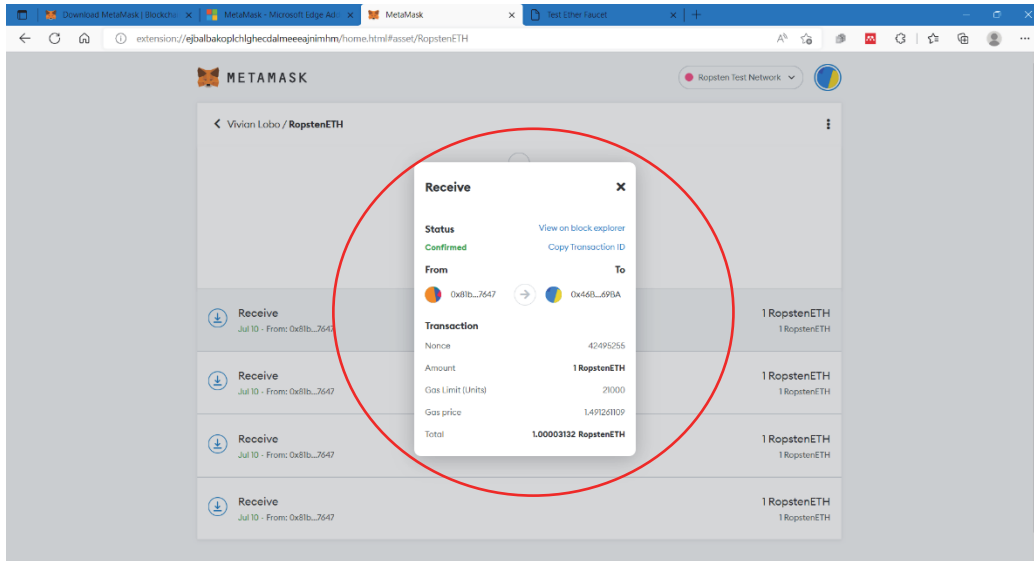 Download MetaMask | Blockcha
MetaMask - Microsoft Edge Add
MetaMask
Test Ether Faucet
extension://ejbalbakoplchlghecdalmeeeajnimhm/home.html#asset/RopstenETH
METAMASK
Ropsten Test Network
Vivian Lobo / RopstenETH
Receive
Status
View on block explorer
Confirmed
Copy Transaction ID
From
To
0x81b...7647
0x46B...69BA
Transaction
Nonce
42495255
Amount
1 RopstenETH
Gas Limit (Units)
21000
Gas price
1.491261109
Total
1.00003132 RopstenETH
Receive
1 RopstenETH
Jul 10 - From: 0x81b...7647
1 RopstenETH
Receive
1 RopstenETH
Jul 10 - From: 0x81b...7647
1 RopstenETH
Receive
1 RopstenETH
Jul 10 - From: 0x81b...7647
1 RopstenETH
Receive
1 RopstenETH
Jul 10 - From: 0x81b...7647
1 RopstenETH